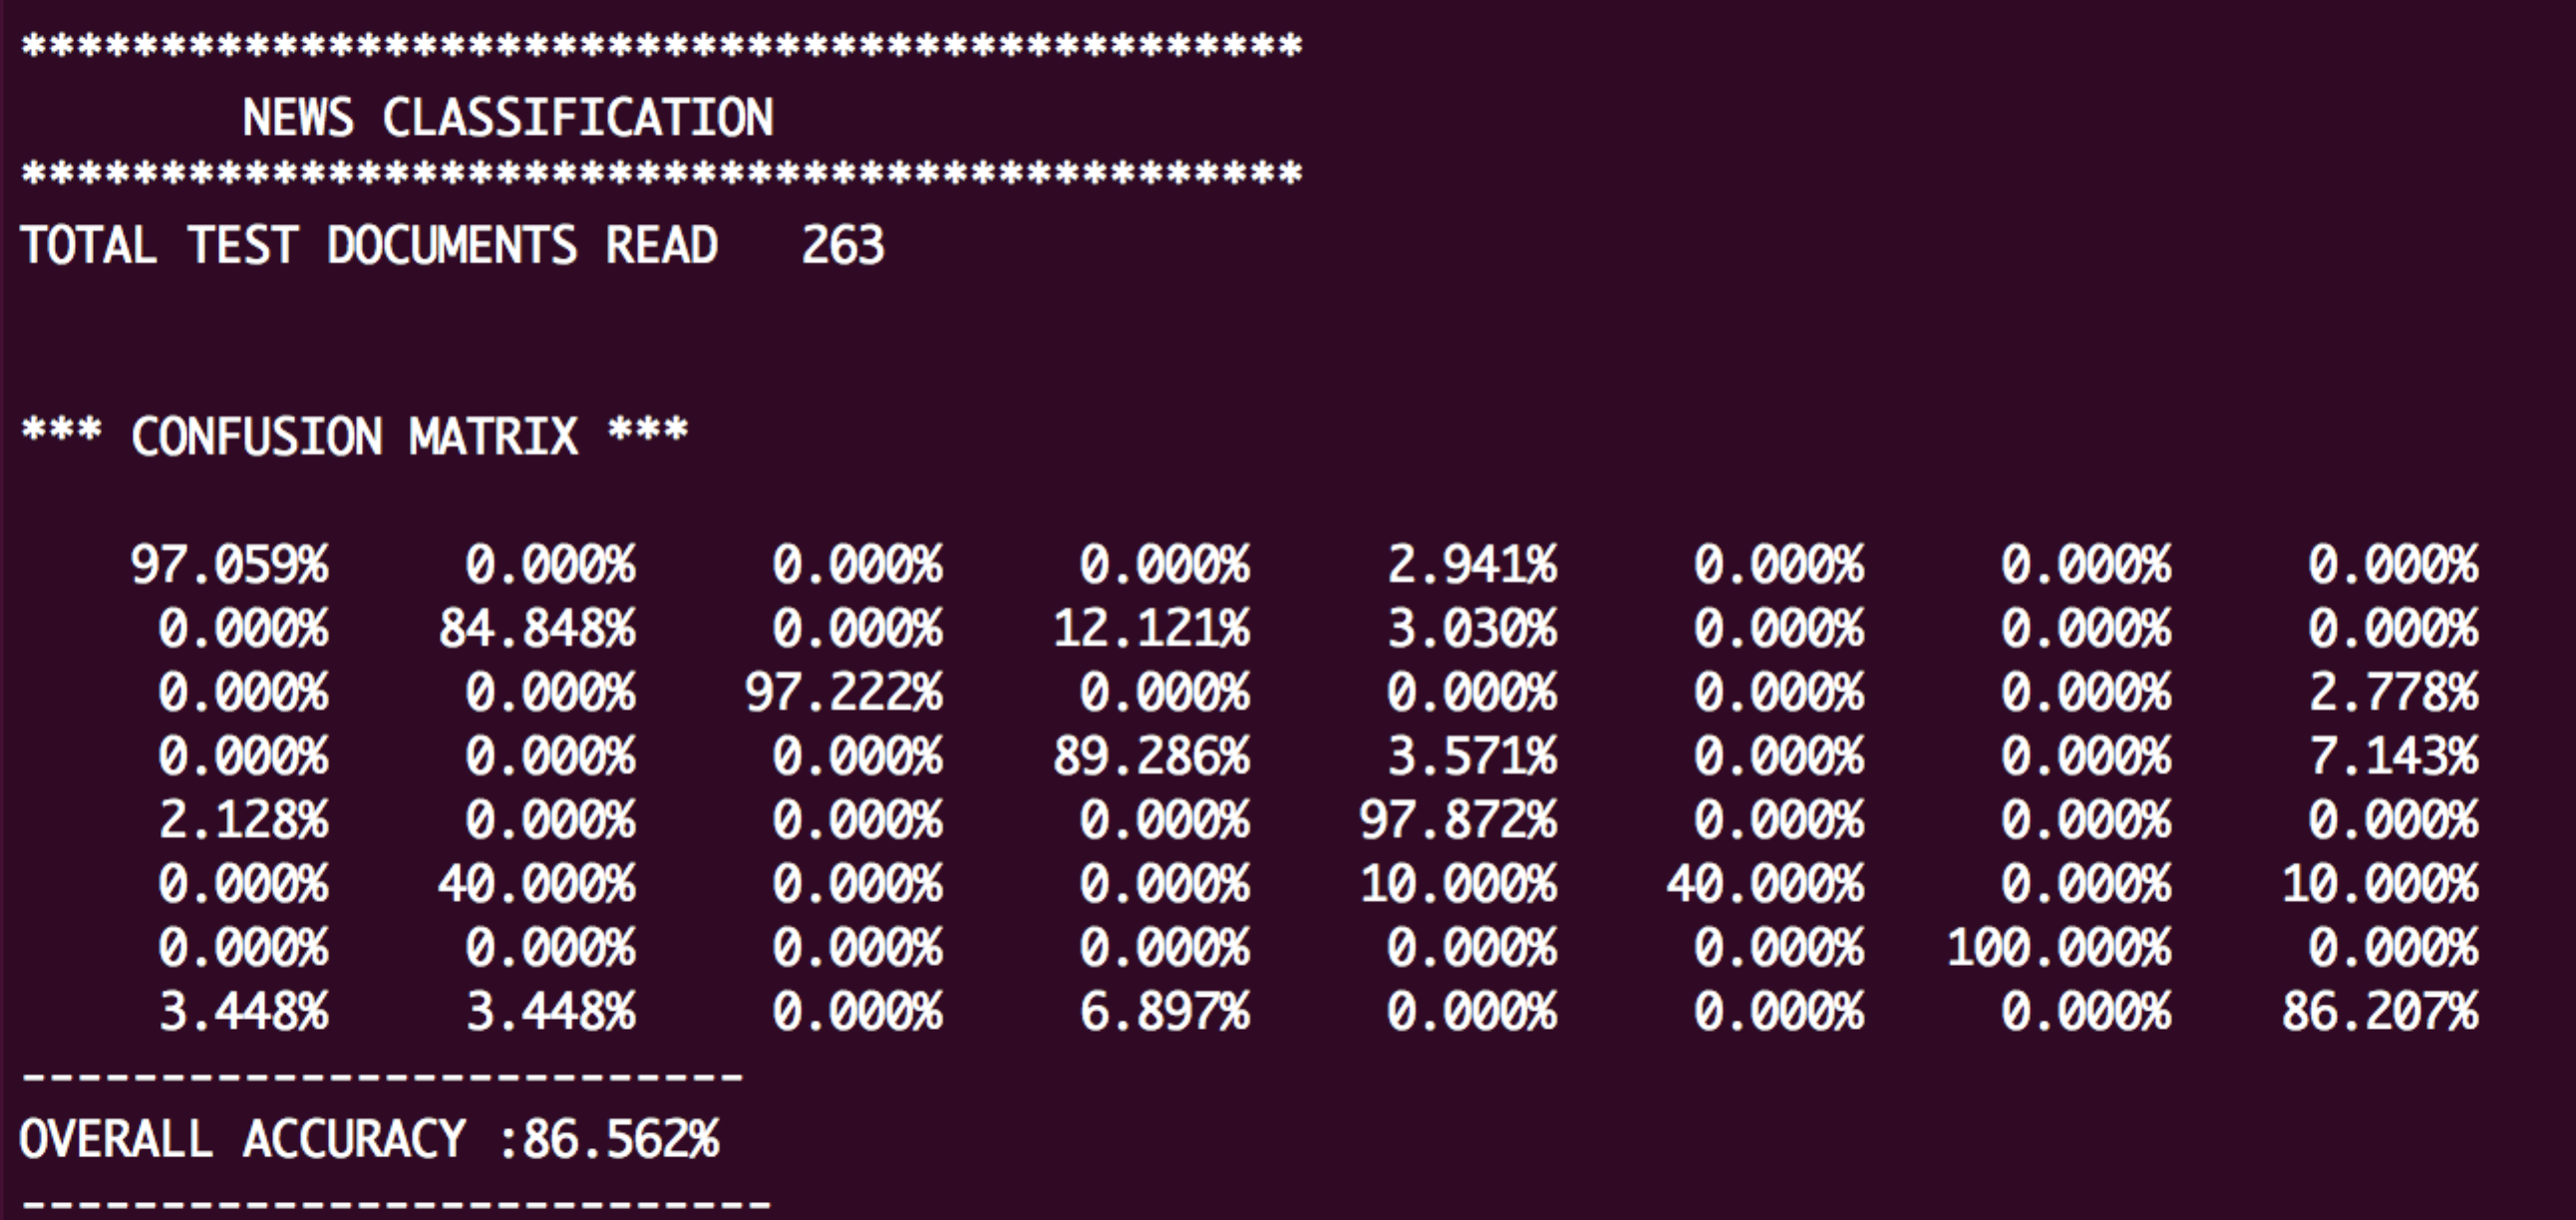 **********************************************
NEWS CLASSIFICATION
**********************************************
TOTAL TEST DOCUMENTS READ   263
*** CONFUSION MATRIX ***
97.059%     0.000%     0.000%     0.000%     2.941%     0.000%     0.000%     0.000%
0.000%    84.848%     0.000%    12.121%     3.030%     0.000%     0.000%     0.000%
0.000%     0.000%    97.222%     0.000%     0.000%     0.000%     0.000%     2.778%
0.000%     0.000%     0.000%    89.286%     3.571%     0.000%     0.000%     7.143%
2.128%     0.000%     0.000%     0.000%    97.872%     0.000%     0.000%     0.000%
0.000%    40.000%     0.000%     0.000%    10.000%    40.000%     0.000%    10.000%
0.000%     0.000%     0.000%     0.000%     0.000%     0.000%   100.000%     0.000%
3.448%     3.448%     0.000%     6.897%     0.000%     0.000%     0.000%    86.207%
--------------------------
OVERALL ACCURACY :86.562%
---------------------------